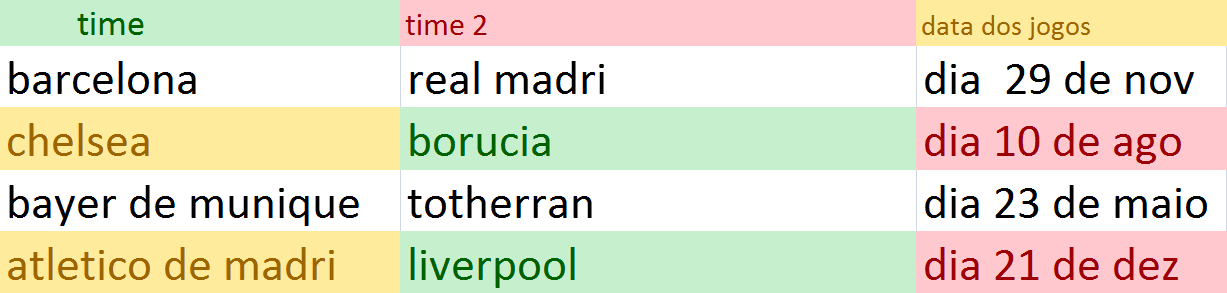 time time 2 data dos jogos
barcelona real madri dia 29 de nov
chelsea borucia dia 10 de ago
bayer de munique totherran dia 23 de maio
atletico de madri liverpool dia 21 de dez